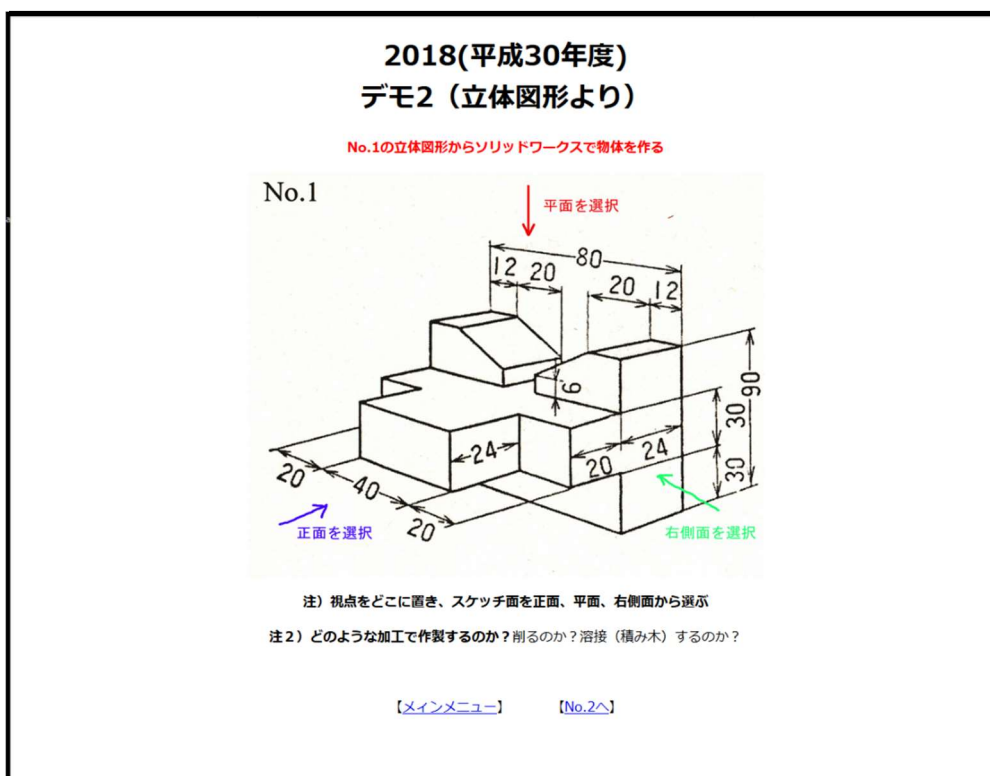 2018(平成30年度)
デモ2（立体図形より）
No.1の立体図形からソリッドワークスで物体を作る
No.1
平面を選択
80
12 20
20 12
6
90
30
30
24
20 24
20
40
20
正面を選択
右側面を選択
注）視点をどこに置き、スケッチ面を正面、平面、右側面から選ぶ
注２）どのような加工で作製するのか？削るのか？溶接（積み木）するのか？
【メインメニュー】 【No.2へ】